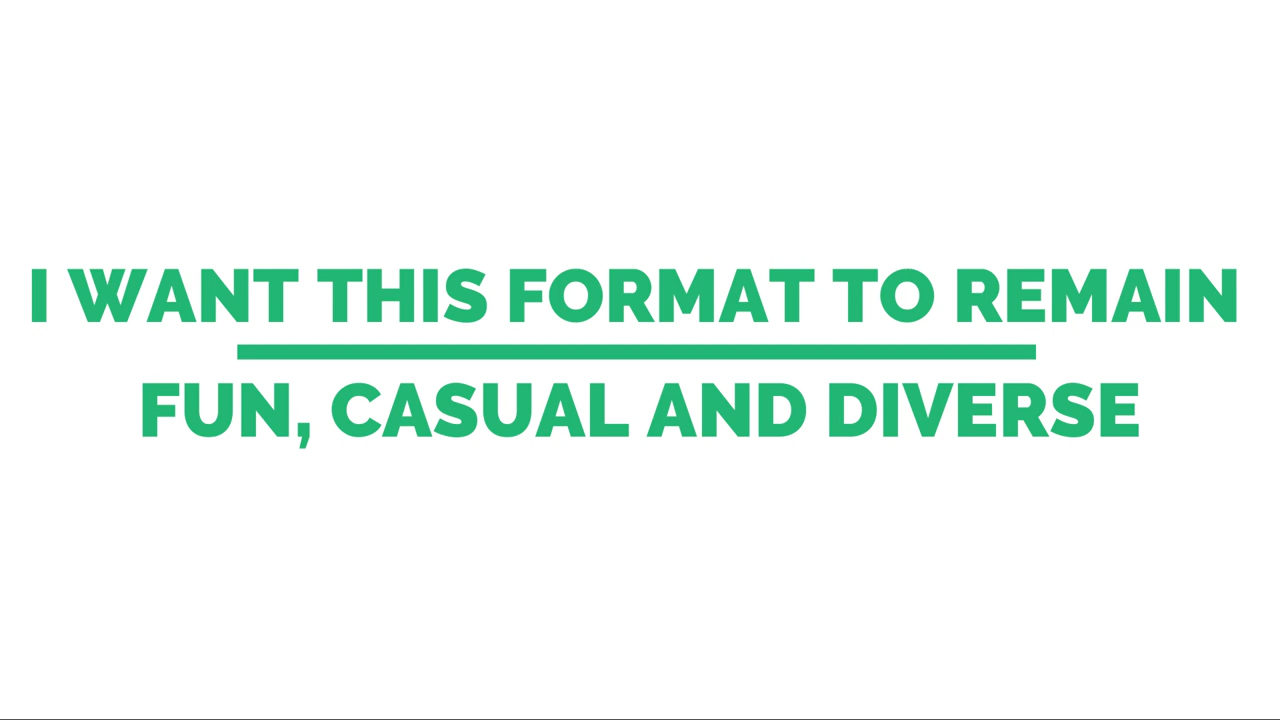 I WANT THIS FORMAT TO REMAIN
FUN, CASUAL AND DIVERSE